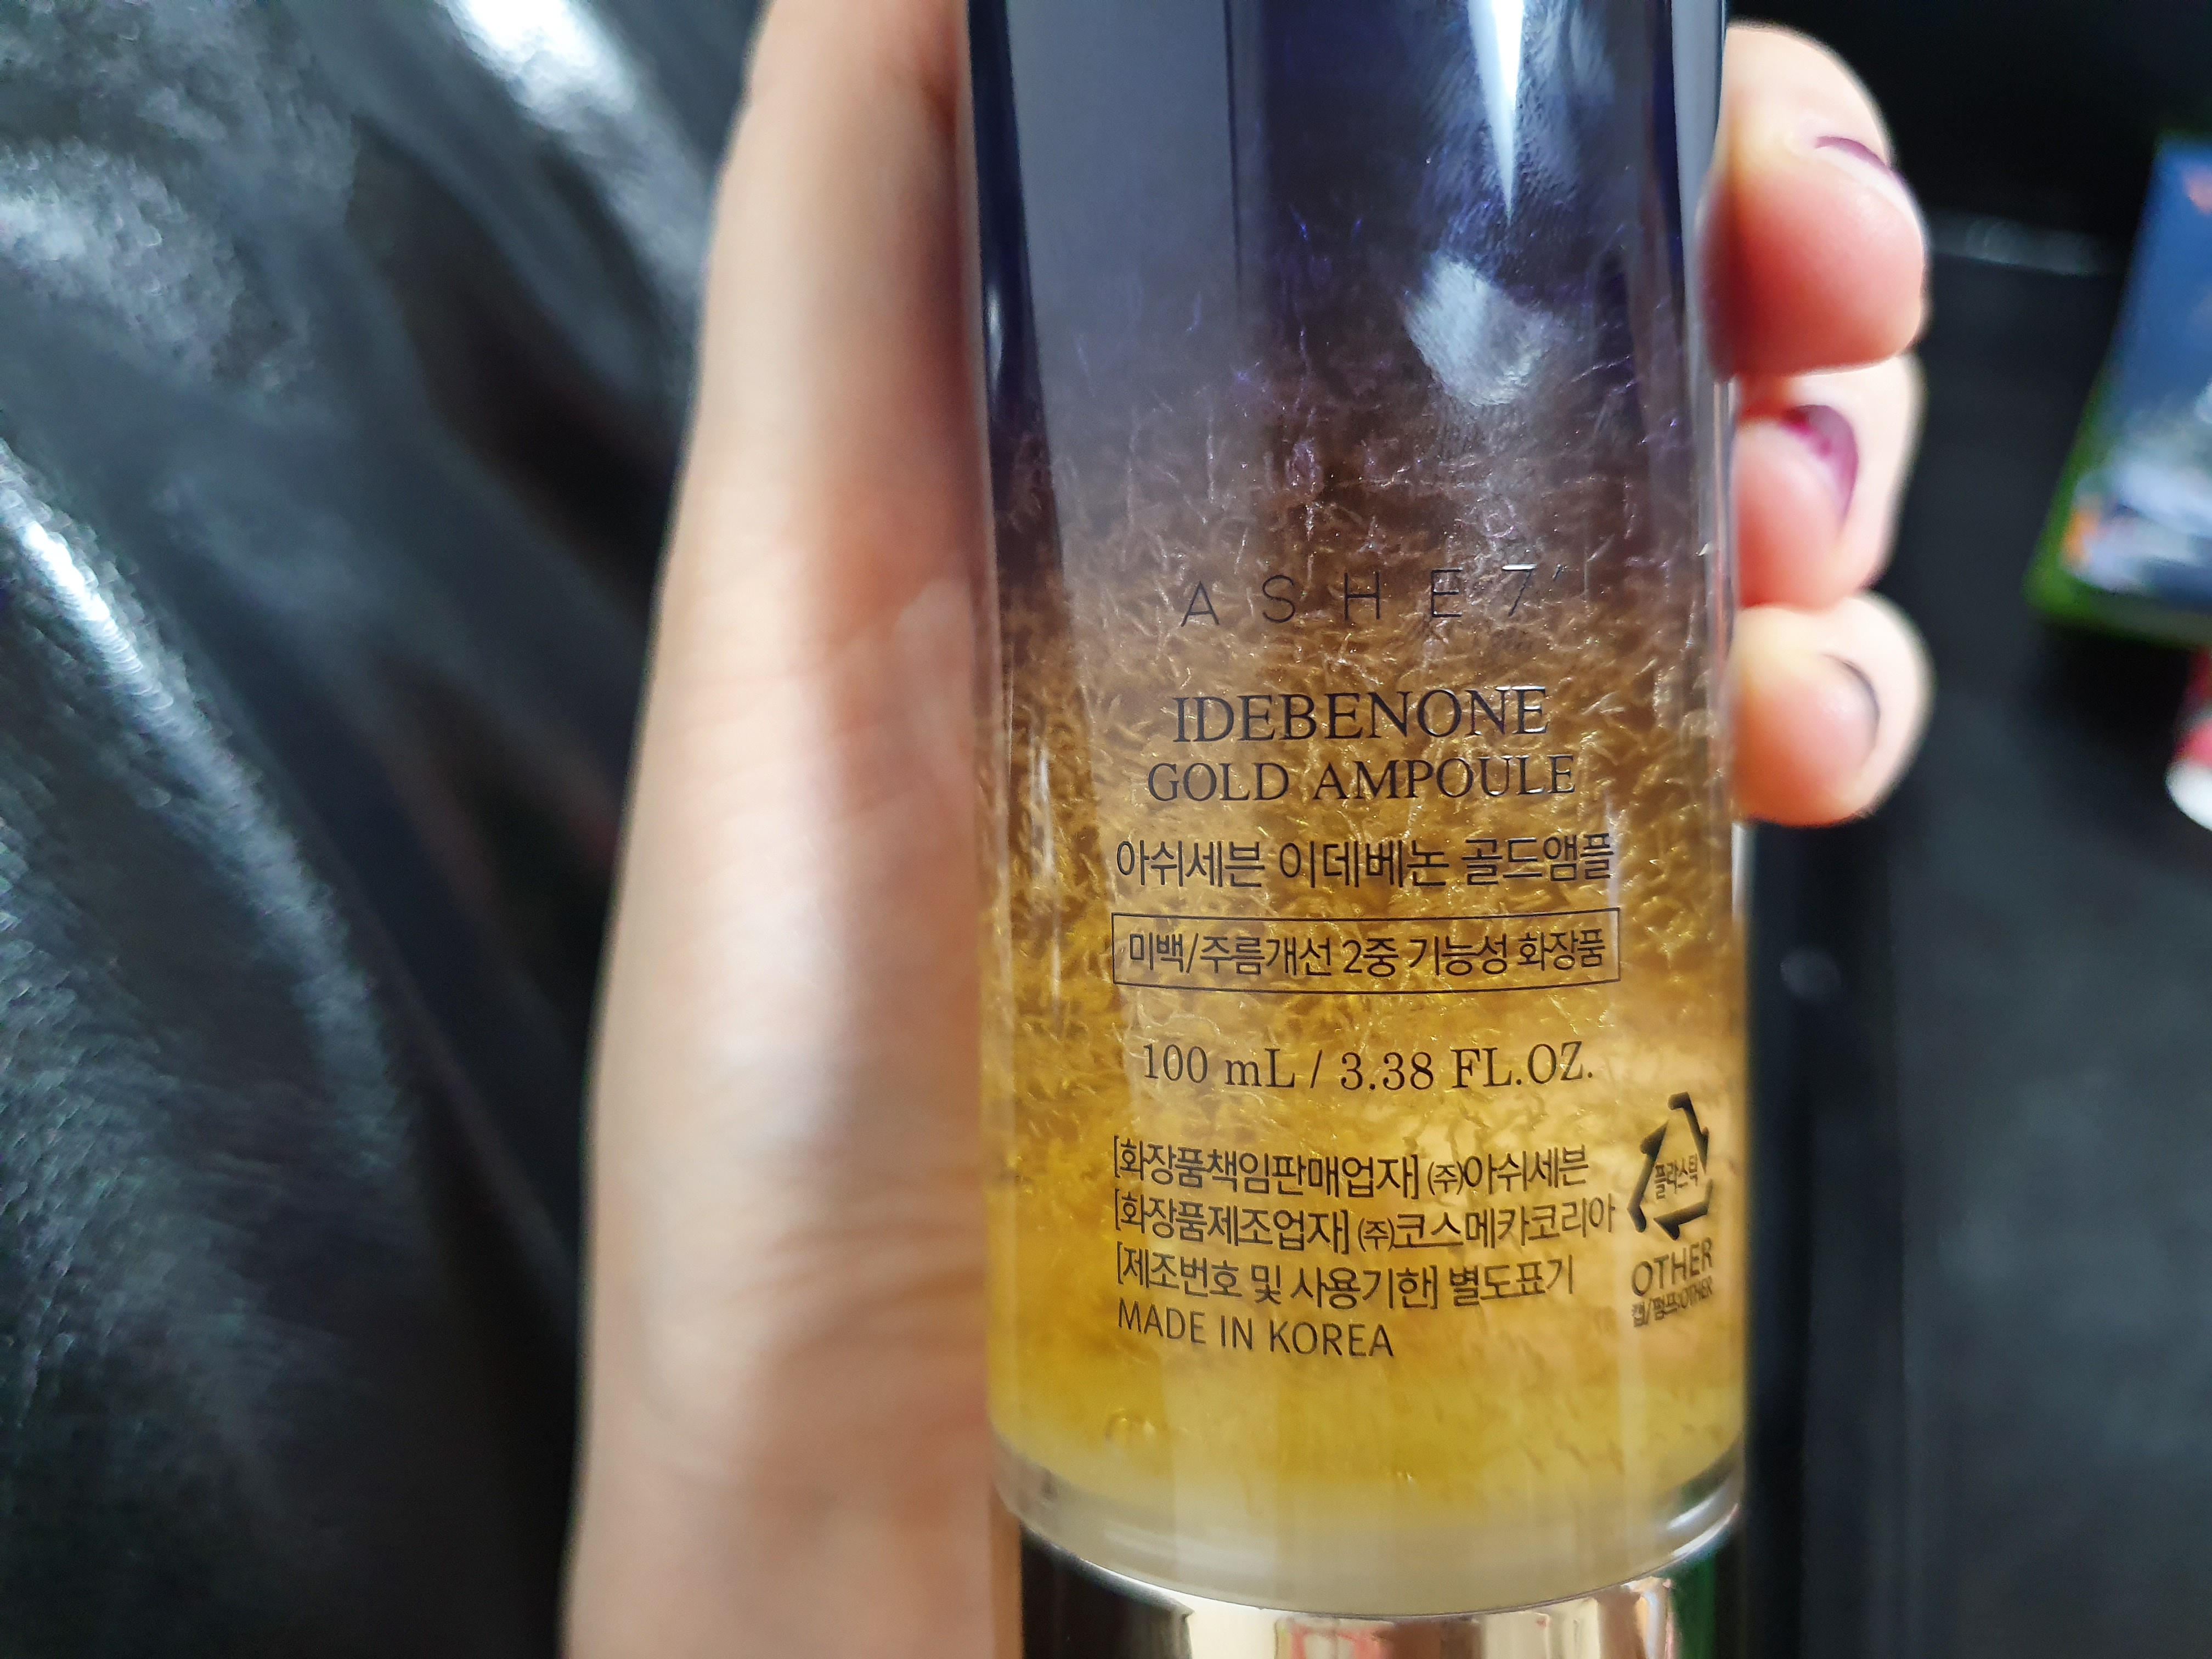 ASHE7′
IDEBENONE
GOLD AMPOULE
아쉬세븐 이데베논 골드앰플
미백/주름개선 2중 기능성 화장품
100 mL / 3.38 FL.OZ.
[화장품책임판매업자] ㈜아쉬세븐
[화장품제조업자] ㈜코스메카코리아
[제조번호 및 사용기한] 별도표기
MADE IN KOREA
플라스틱
OTHER
캡/펌프:OTHER